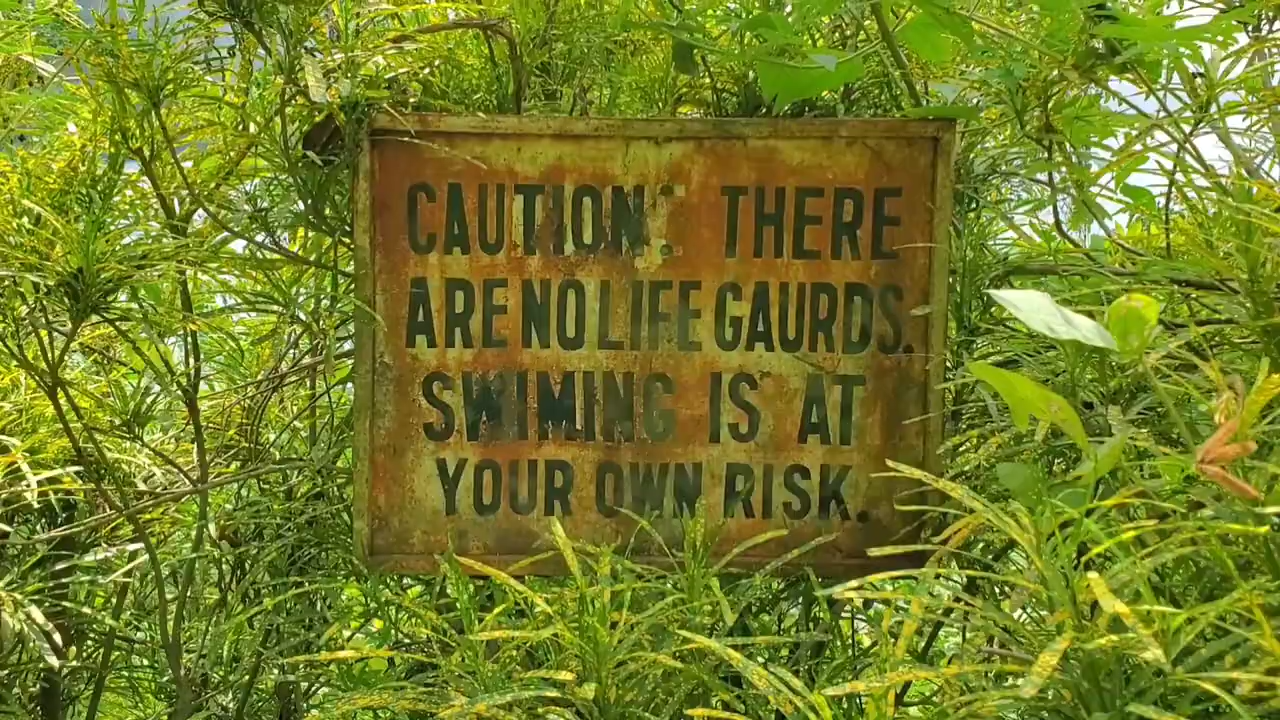 CAUTION: THERE
ARE NO LIFE GAURDS.
SWIMING IS AT
YOUR OWN RISK.